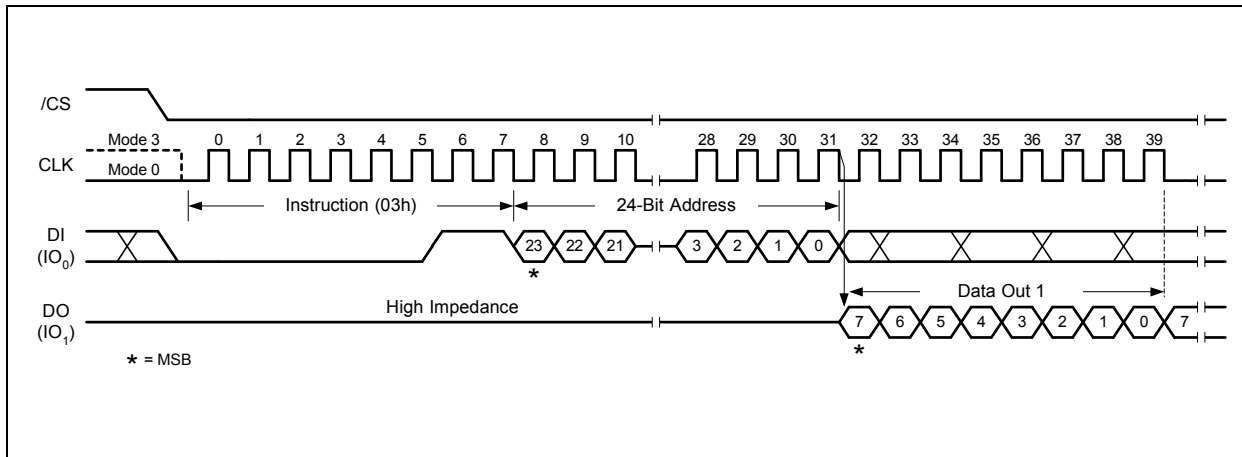 /CS
Mode 3 0 1 2 3 4 5 6 7 8 9 10 28 29 30 31 32 33 34 35 36 37 38 39
CLK Mode 0
Instruction (03h) 24-Bit Address
DI
(IO0)
23 22 21 3 2 1 0
*
High Impedance Data Out 1
DO
(IO1)
7 6 5 4 3 2 1 0 7
*
* = MSB